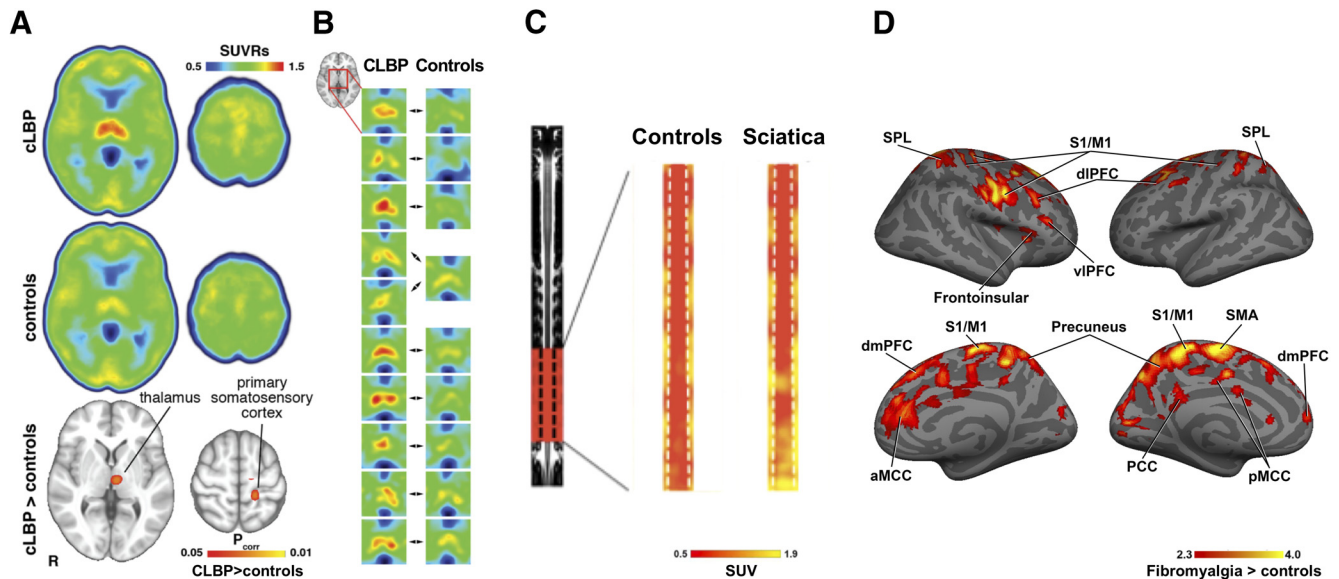 A
SUVRs
0.5
1.5
cLBP
controls
thalamus
primary
somatosensory
cortex
cLBP > controls
R
Pcorr
0.05
0.01
CLBP>controls
B
CLBP
Controls
C
Controls
Sciatica
0.5
1.9
SUV
D
SPL
S1/M1
SPL
dlPFC
vlPFC
Frontoinsular
S1/M1
Precuneus
S1/M1
SMA
dmPFC
dmPFC
aMCC
PCC
pMCC
2.3
4.0
Fibromyalgia > controls